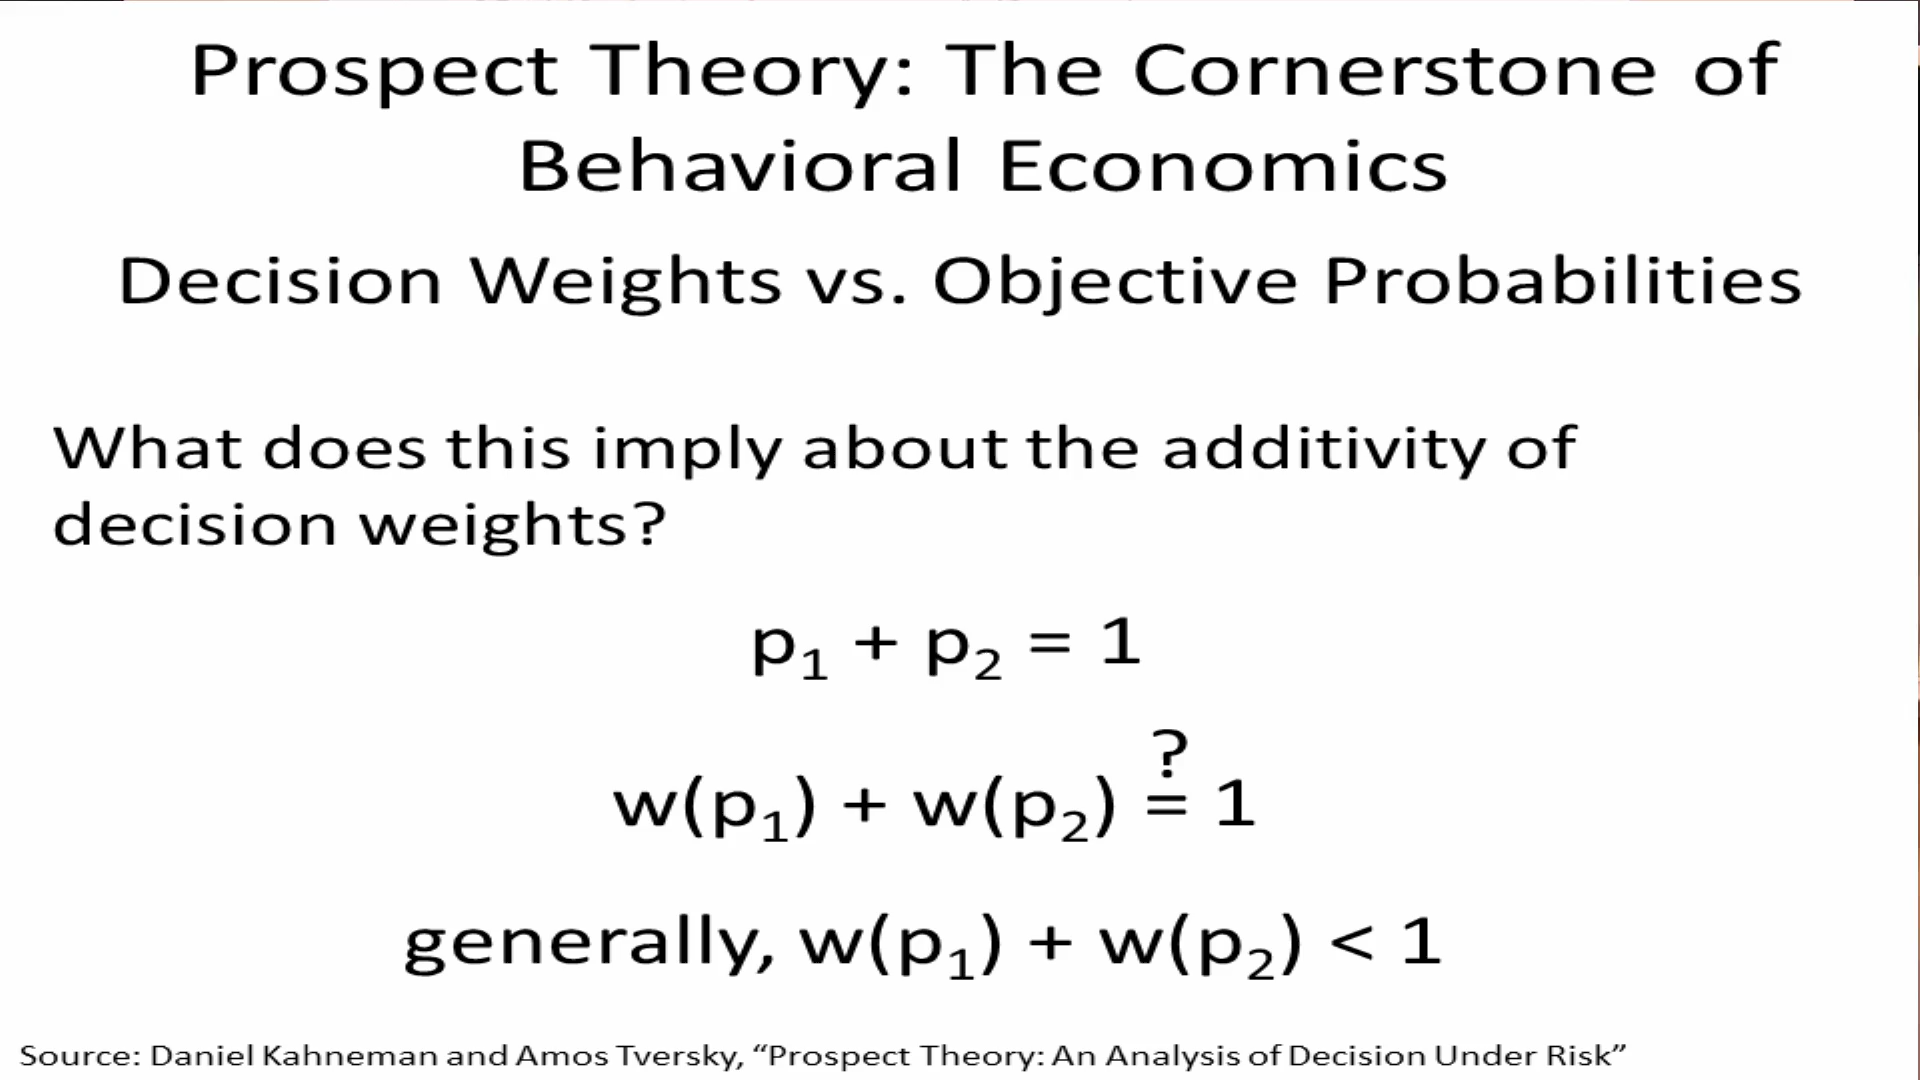 Prospect Theory: The Cornerstone of
Behavioral Economics
Decision Weights vs. Objective Probabilities
What does this imply about the additivity of
decision weights?
p₁ + p₂ = 1
?
w(p₁) + w(p₂) = 1
generally, w(p₁) + w(p₂) < 1
Source: Daniel Kahneman and Amos Tversky, “Prospect Theory: An Analysis of Decision Under Risk”